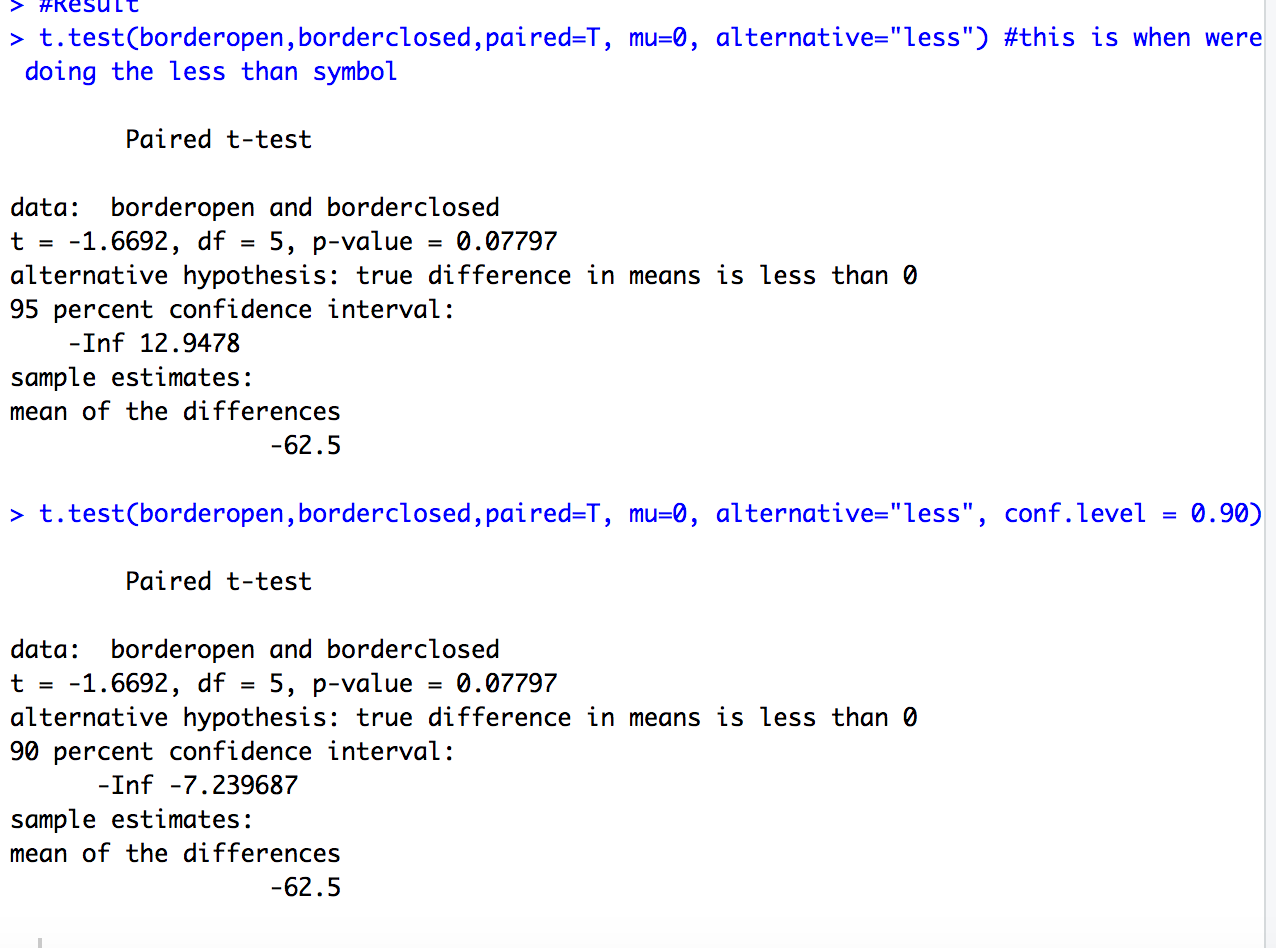 > #Result
> t.test(borderopen,borderclosed,paired=T, mu=0, alternative="less") #this is when were
doing the less than symbol
Paired t-test
data:  borderopen and borderclosed
t = -1.6692, df = 5, p-value = 0.07797
alternative hypothesis: true difference in means is less than 0
95 percent confidence interval:
-Inf 12.9478
sample estimates:
mean of the differences
-62.5
> t.test(borderopen,borderclosed,paired=T, mu=0, alternative="less", conf.level = 0.90)
Paired t-test
data:  borderopen and borderclosed
t = -1.6692, df = 5, p-value = 0.07797
alternative hypothesis: true difference in means is less than 0
90 percent confidence interval:
-Inf -7.239687
sample estimates:
mean of the differences
-62.5